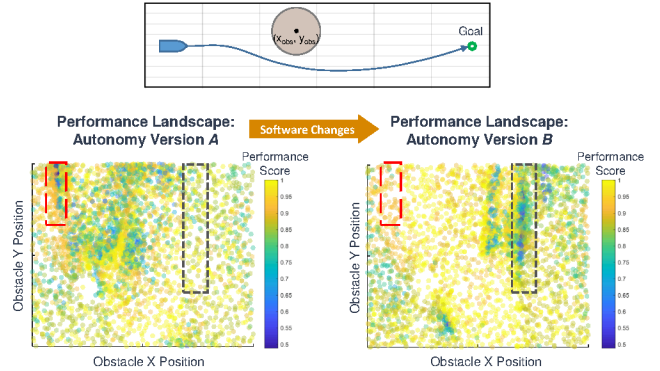 Goal
(xobs, yobs)
Performance Landscape:
Autonomy Version A
Software Changes
Performance Landscape:
Autonomy Version B
Performance
Score
1
0.95
0.9
0.85
0.8
0.75
0.7
0.65
0.6
0.55
0.5
Obstacle Y Position
Obstacle X Position
Performance
Score
1
0.95
0.9
0.85
0.8
0.75
0.7
0.65
0.6
0.55
0.5
Obstacle Y Position
Obstacle X Position